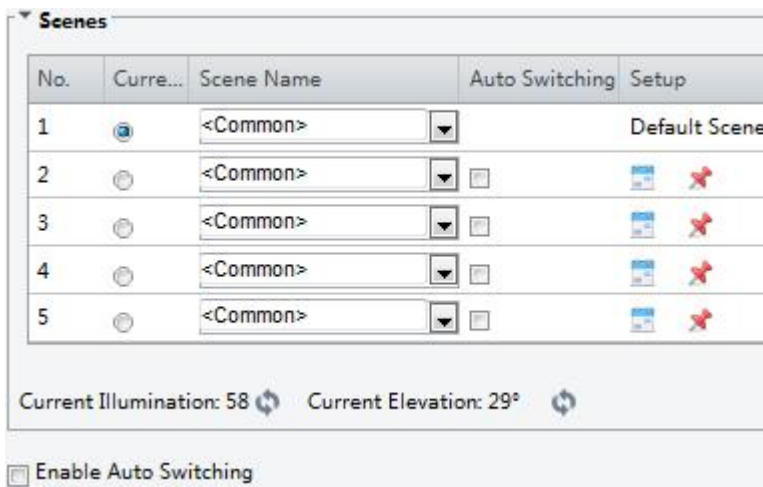 Scenes
No. Curre... Scene Name Auto Switching Setup
1 <Common> Default Scene
2 <Common>
3 <Common>
4 <Common>
5 <Common>
Current Illumination: 58 Current Elevation: 29°
Enable Auto Switching